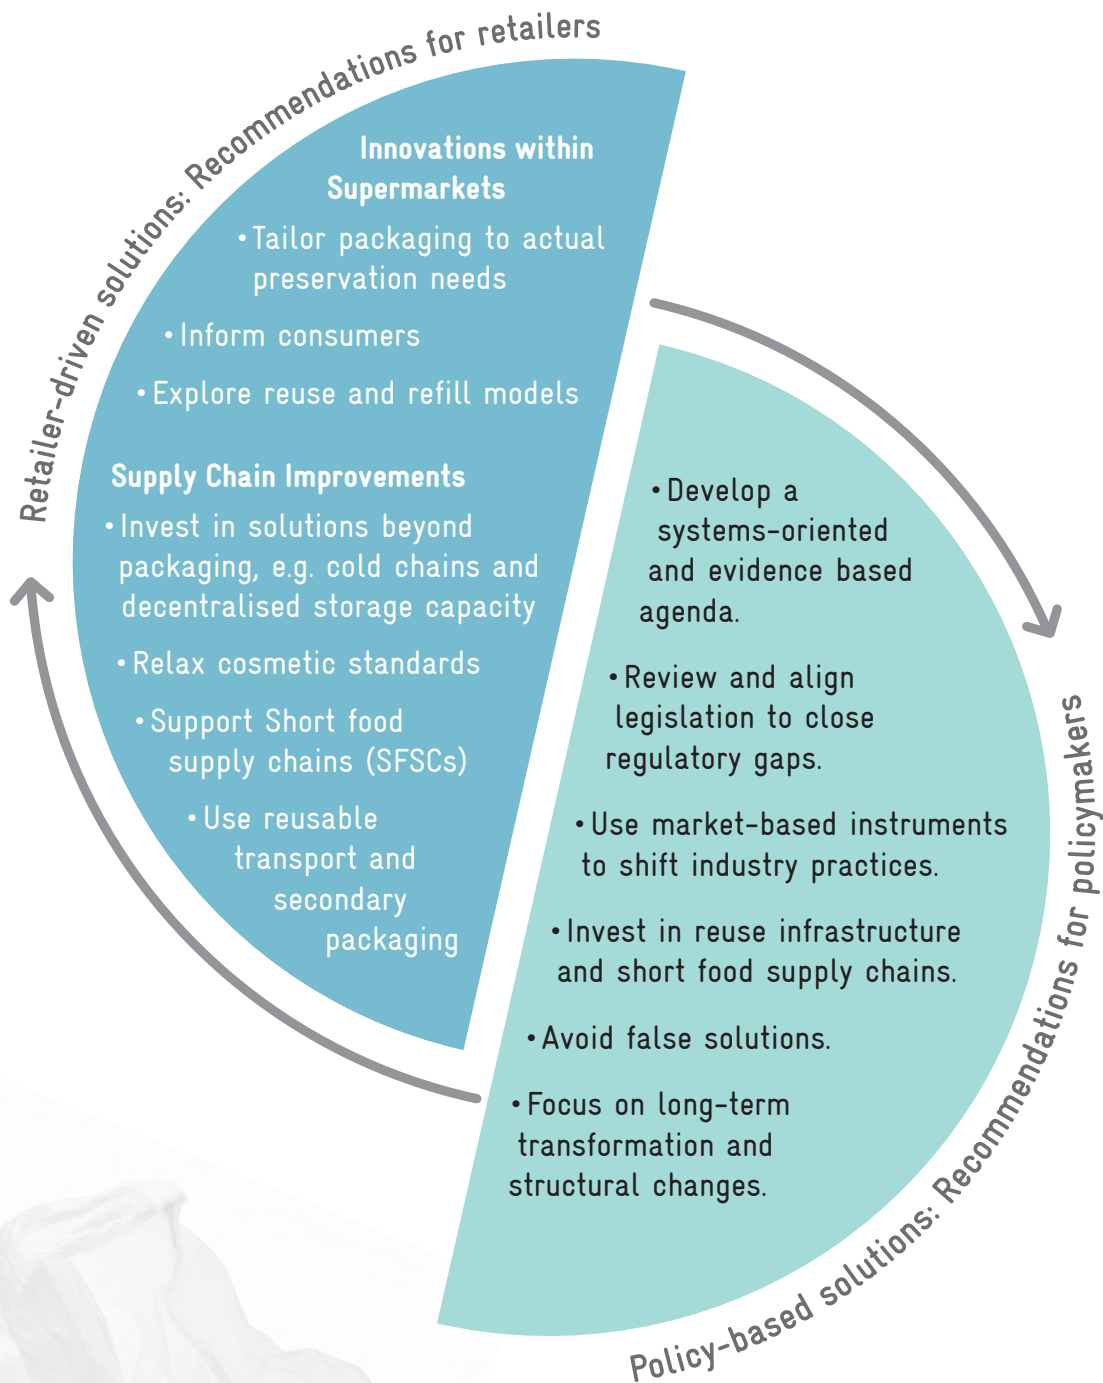 Retailer-driven solutions: Recommendations for retailers
Innovations within
Supermarkets
•Tailor packaging to actual
preservation needs
•Inform consumers
•Explore reuse and refill models
Supply Chain Improvements
•Invest in solutions beyond
packaging, e.g. cold chains and
decentralised storage capacity
•Relax cosmetic standards
•Support Short food
supply chains (SFSCs)
•Use reusable
transport and
secondary
packaging
•Develop a
systems-oriented
and evidence based
agenda.
•Review and align
legislation to close
regulatory gaps.
•Use market-based instruments
to shift industry practices.
•Invest in reuse infrastructure
and short food supply chains.
•Avoid false solutions.
•Focus on long-term
transformation and
structural changes.
Policy-based solutions: Recommendations for policymakers